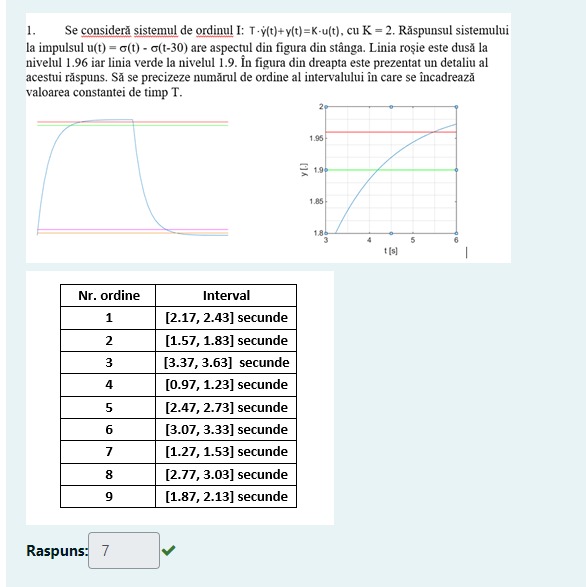 1. Se consideră sistemul de ordinul I: T·ẏ(t)+y(t)=K·u(t), cu K = 2. Răspunsul sistemului
la impulsul u(t) = σ(t) - σ(t-30) are aspectul din figura din stânga. Linia roşie este dusă la
nivelul 1.96 iar linia verde la nivelul 1.9. În figura din dreapta este prezentat un detaliu al
acestui răspuns. Să se precizeze numărul de ordine al intervalului în care se încadrează
valoarea constantei de timp T.
2
1.95
1.9
1.85
1.8
y [-]
3 4 5 6
t [s]
Nr. ordine Interval
1 [2.17, 2.43] secunde
2 [1.57, 1.83] secunde
3 [3.37, 3.63] secunde
4 [0.97, 1.23] secunde
5 [2.47, 2.73] secunde
6 [3.07, 3.33] secunde
7 [1.27, 1.53] secunde
8 [2.77, 3.03] secunde
9 [1.87, 2.13] secunde
Raspuns: 7